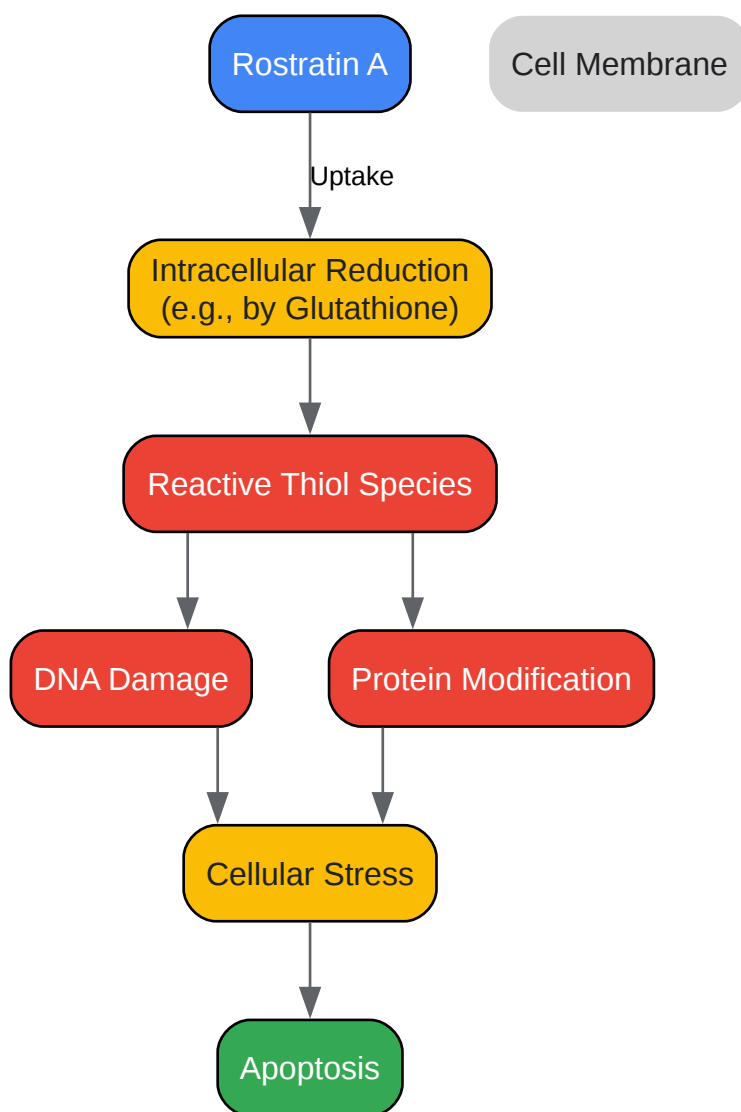 Rostratin A
Cell Membrane
Uptake
Intracellular Reduction
(e.g., by Glutathione)
Reactive Thiol Species
DNA Damage
Protein Modification
Cellular Stress
Apoptosis